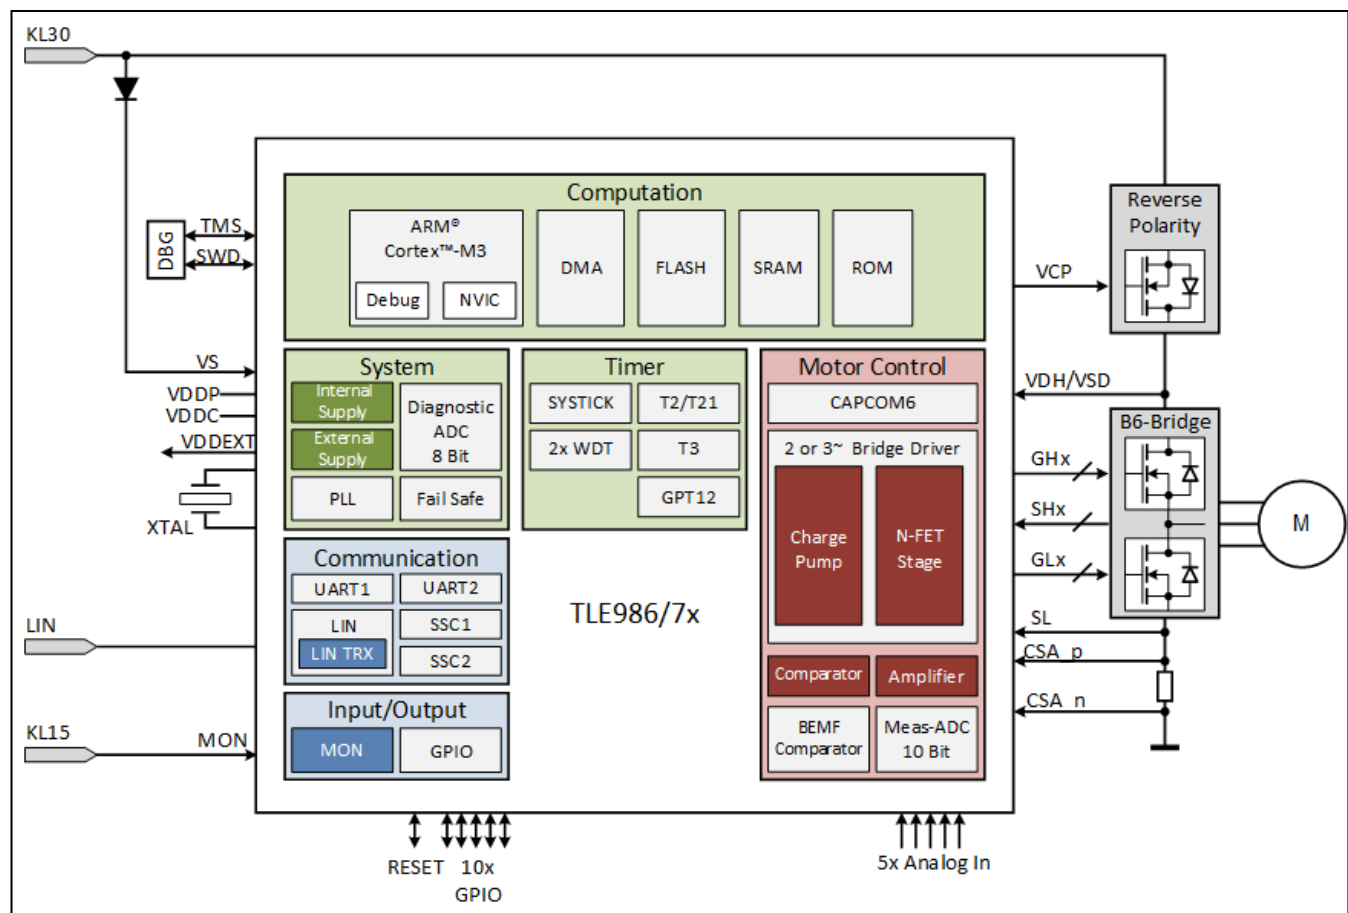 KL30
Computation
ARM®
Cortex™-M3
Debug
NVIC
DMA
FLASH
SRAM
ROM
DBG
TMS
SWD
VS
VDDP
VDDC
VDDEXT
XTAL
System
Internal
Supply
External
Supply
Diagnostic
ADC
8 Bit
PLL
Fail Safe
Timer
SYSTICK
T2/T21
2x WDT
T3
GPT12
Motor Control
CAPCOM6
2 or 3~ Bridge Driver
Charge
Pump
N-FET
Stage
Comparator
Amplifier
BEMF
Comparator
Meas-ADC
10 Bit
Communication
UART1
UART2
LIN
LIN TRX
SSC1
SSC2
TLE986/7x
Input/Output
MON
GPIO
LIN
KL15
MON
RESET
10x
GPIO
5x Analog In
VCP
Reverse
Polarity
VDH/VSD
B6-Bridge
GHx
SHx
GLx
SL
CSA_p
CSA_n
M